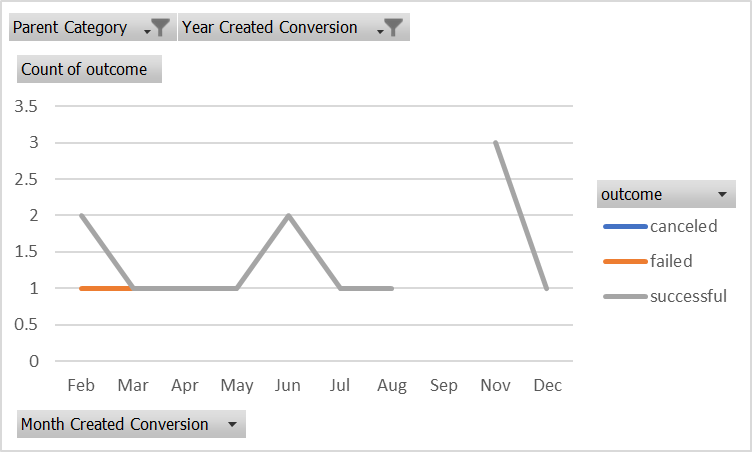 Parent Category Year Created Conversion
Count of outcome
3.5
3
2.5
2
1.5
1
0.5
0
Feb Mar Apr May Jun Jul Aug Sep Nov Dec
outcome
canceled
failed
successful
Month Created Conversion